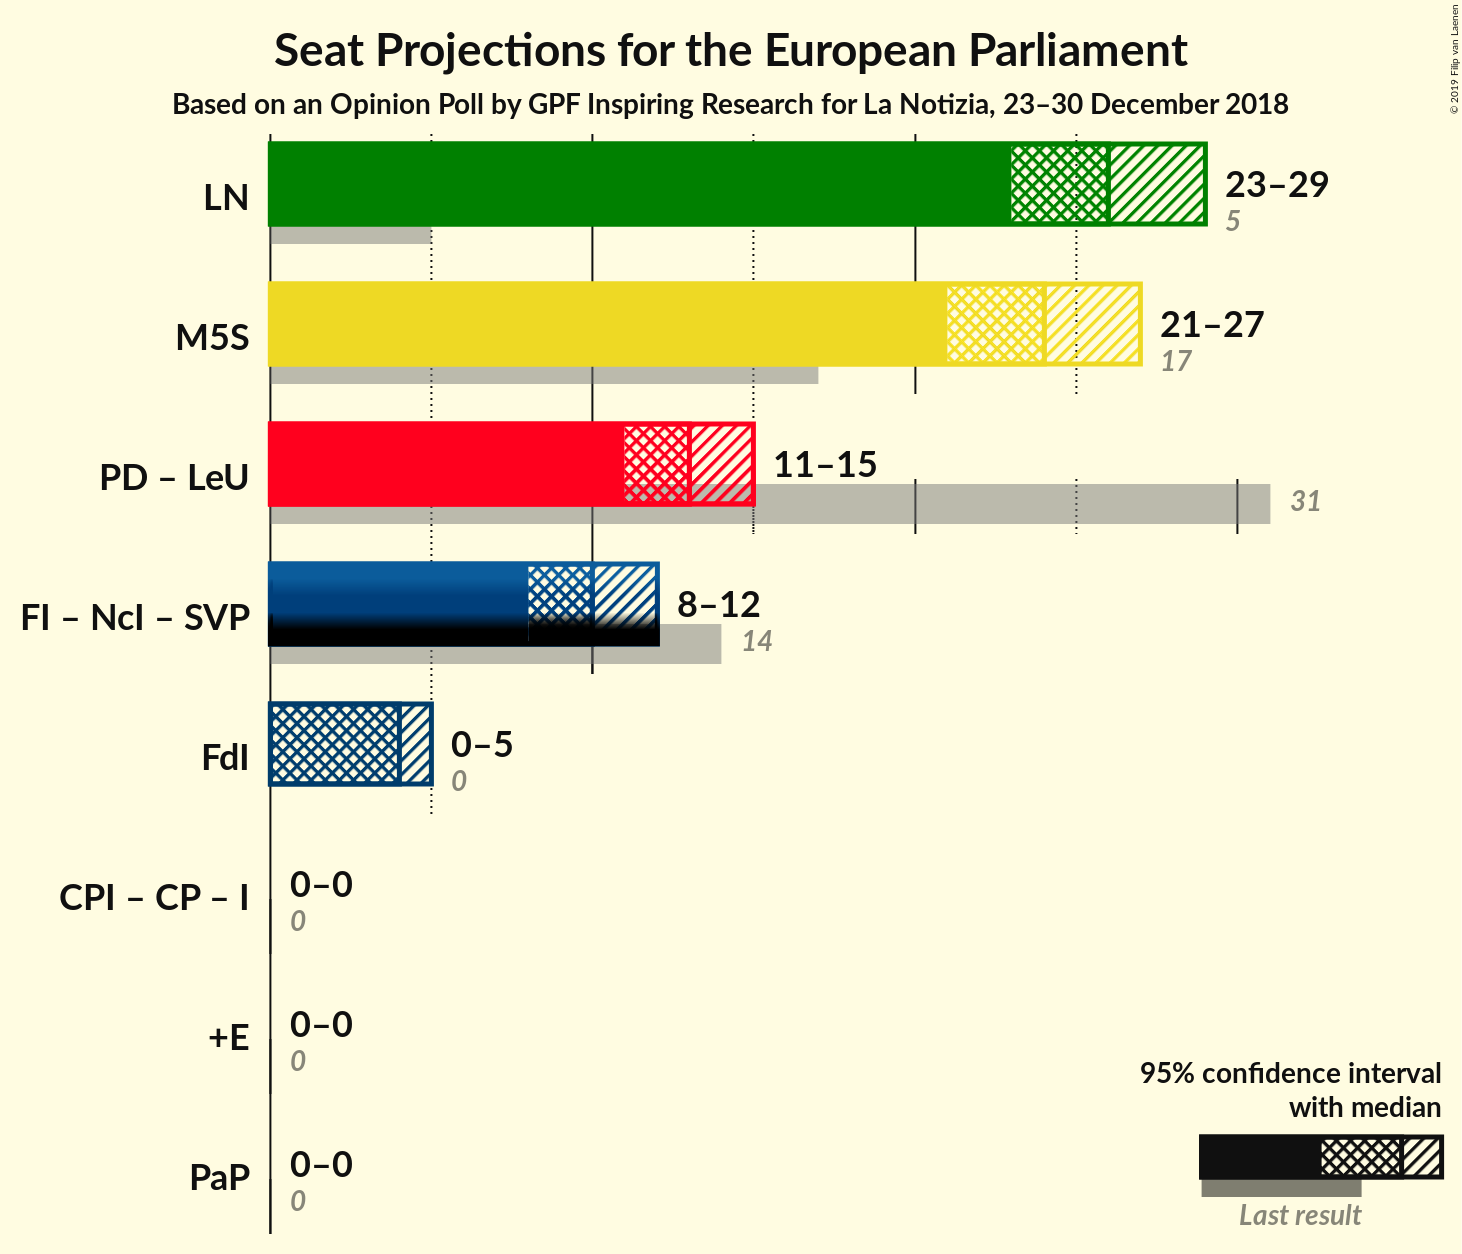 Seat Projections for the European Parliament
Based on an Opinion Poll by GPF Inspiring Research for La Notizia, 23–30 December 2018
© 2019 Filip van Laenen
LN
23–29
5
M5S
21–27
17
PD – LeU
11–15
31
FI – NcI – SVP
8–12
14
FdI
0–5
0
CPI – CP – I
0–0
0
+E
0–0
0
PaP
0–0
0
95% confidence interval
with median
Last result